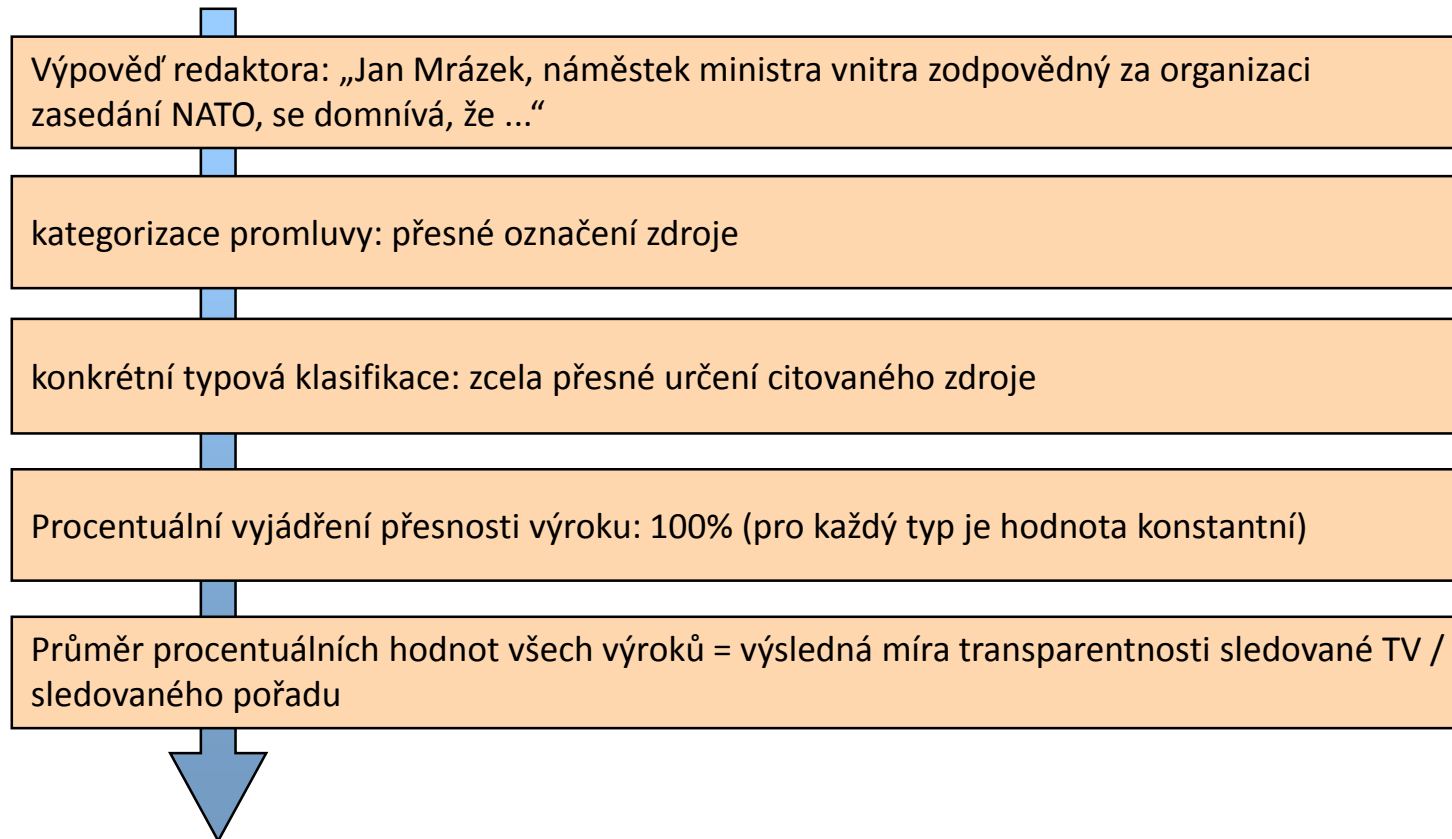 Výpověď redaktora: „Jan Mrázek, náměstek ministra vnitra zodpovědný za organizaci
zasedání NATO, se domnívá, že ...“
kategorizace promluvy: přesné označení zdroje
konkrétní typová klasifikace: zcela přesné určení citovaného zdroje
Procentuální vyjádření přesnosti výroku: 100% (pro každý typ je hodnota konstantní)
Průměr procentuálních hodnot všech výroků = výsledná míra transparentnosti sledované TV /
sledovaného pořadu